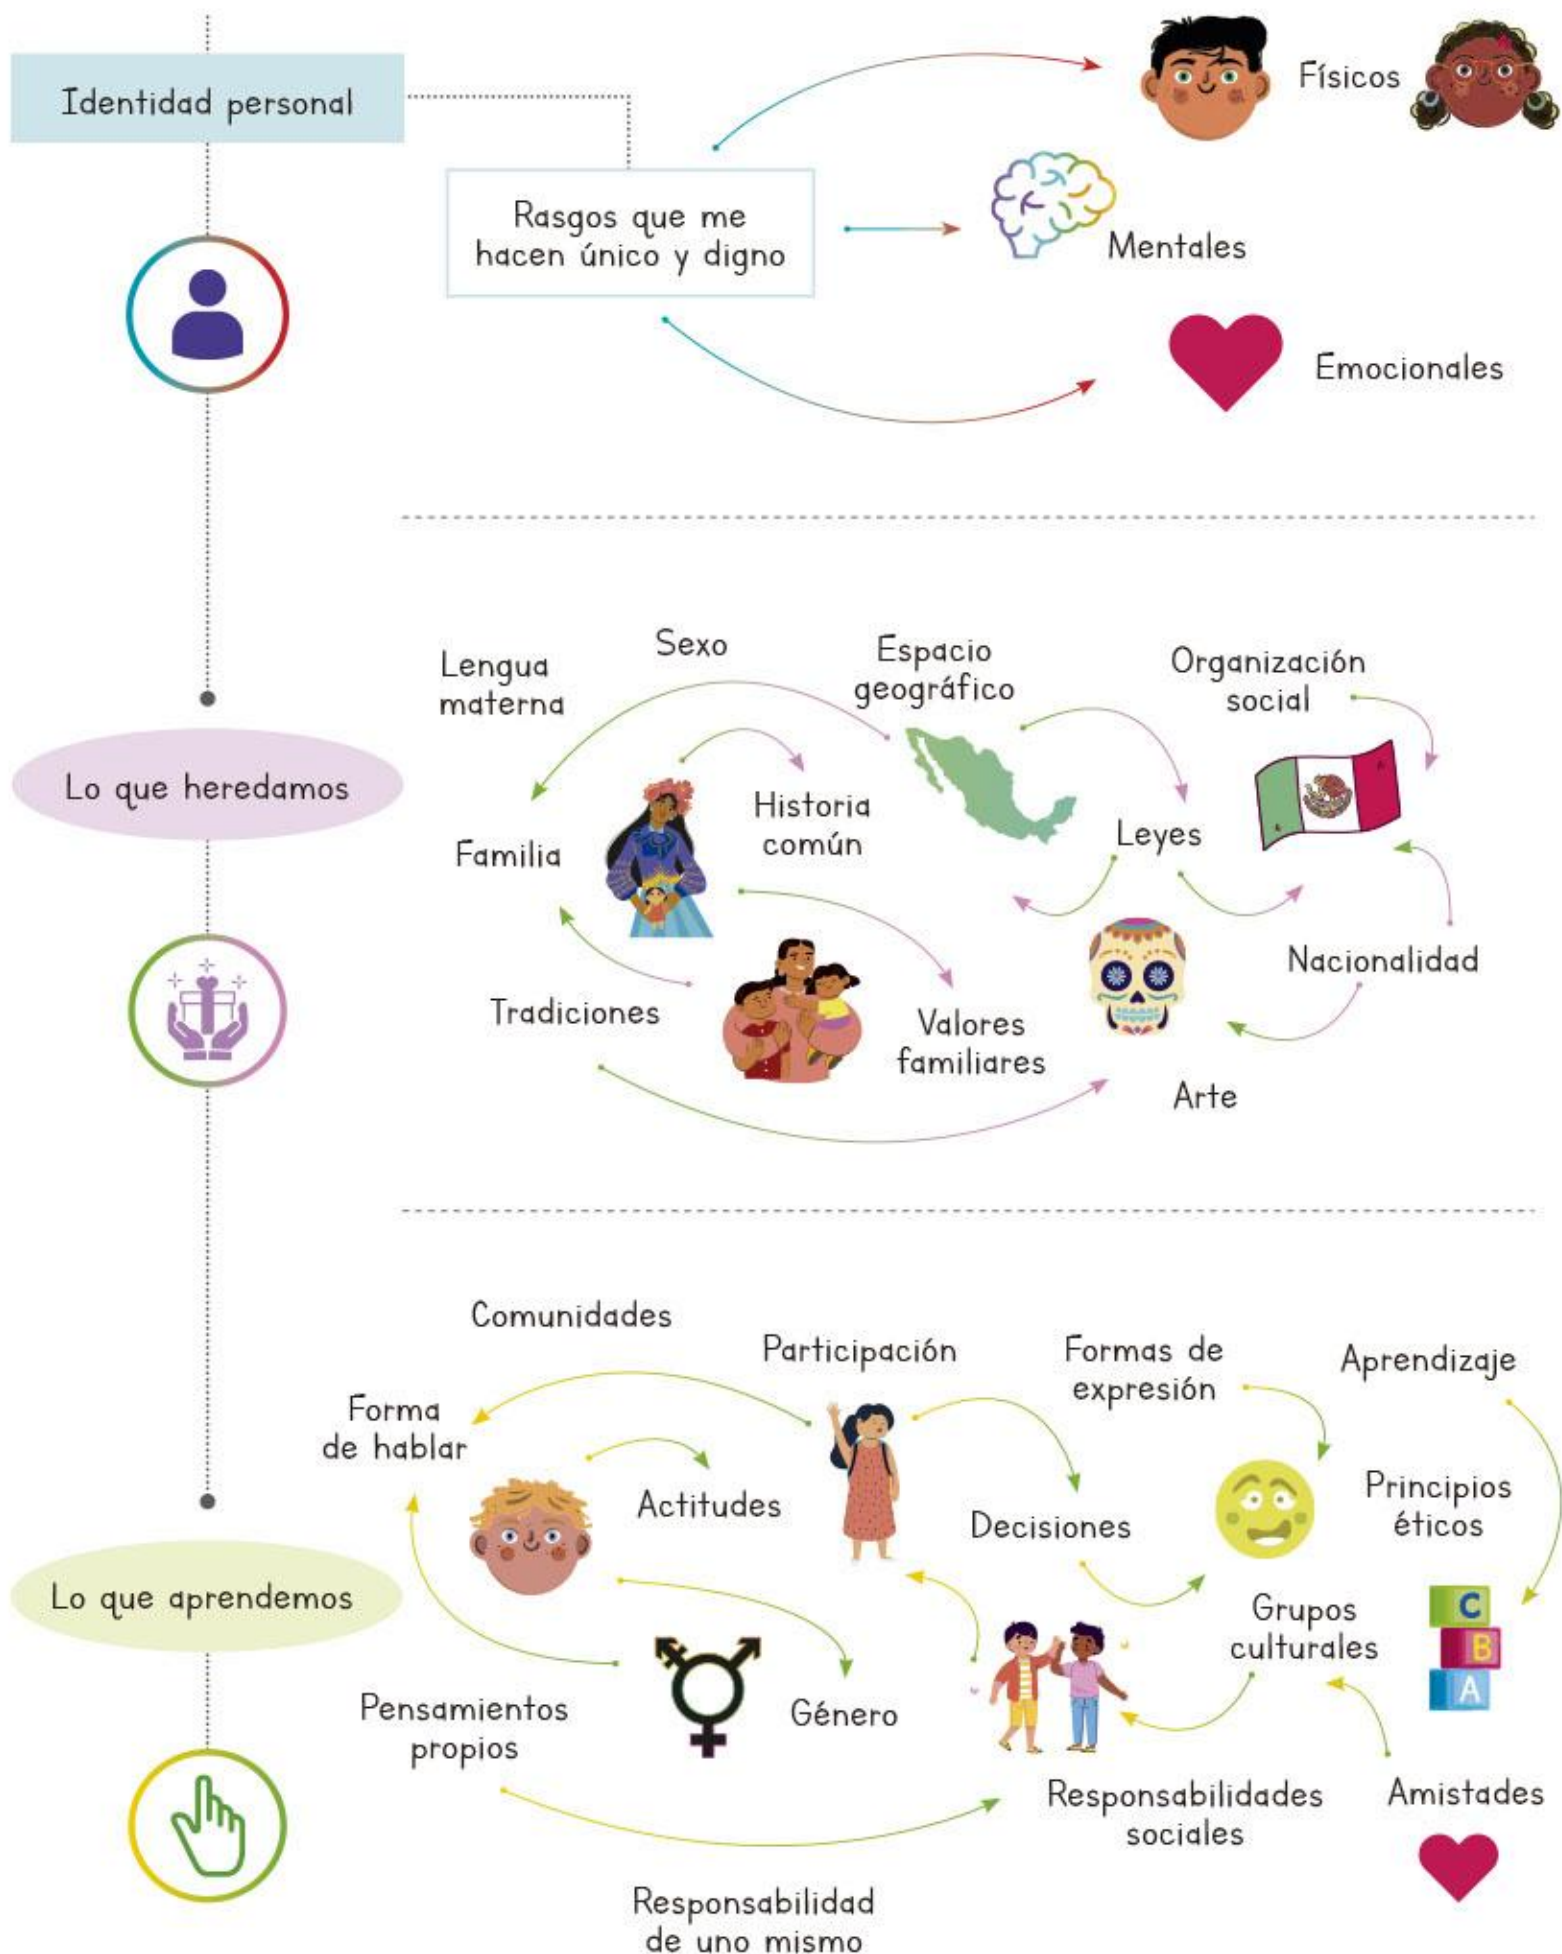 Identidad personal
Rasgos que me
hacen único y digno
Físicos
Mentales
Emocionales
Lo que heredamos
Lengua
materna
Sexo
Espacio
geográfico
Organización
social
Familia
Historia
común
Leyes
Tradiciones
Valores
familiares
Nacionalidad
Arte
Lo que aprendemos
Comunidades
Participación
Formas de
expresión
Aprendizaje
Forma
de hablar
Actitudes
Decisiones
Principios
éticos
Grupos
culturales
C
B
A
Pensamientos
propios
Género
Responsabilidades
sociales
Amistades
Responsabilidad
de uno mismo